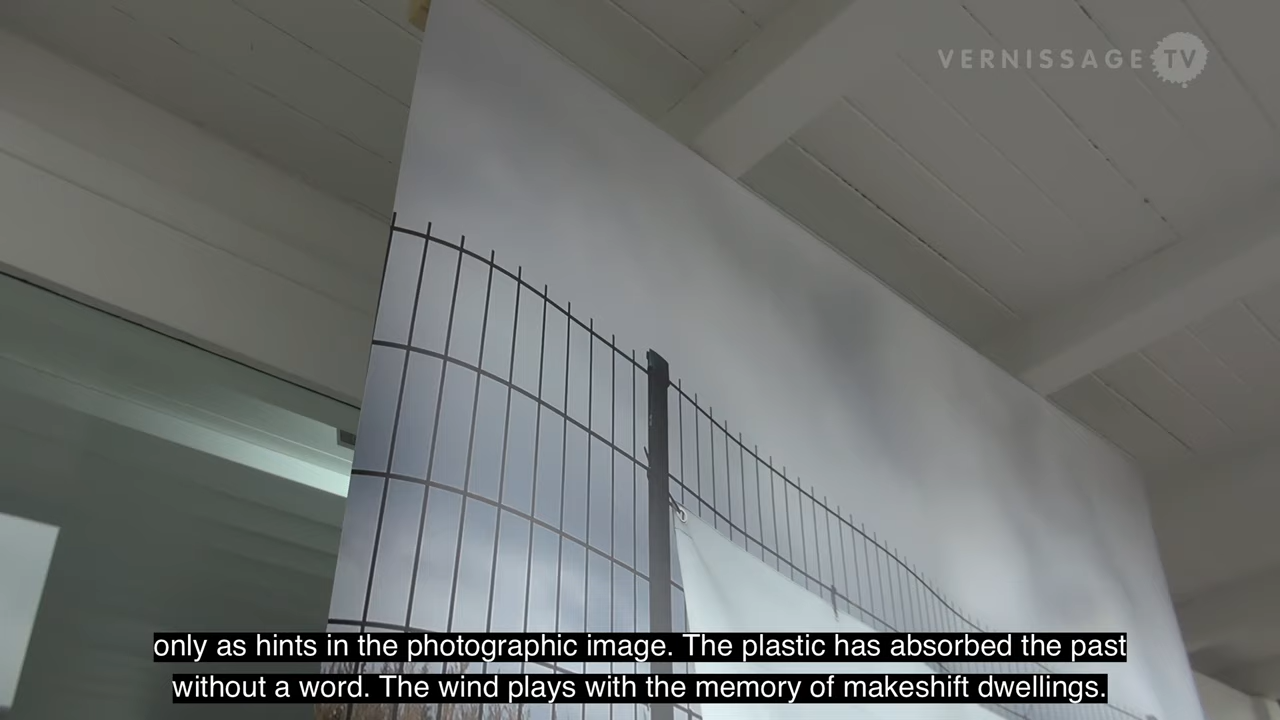 VERNISSAGE TV
only as hints in the photographic image. The plastic has absorbed the past
without a word. The wind plays with the memory of makeshift dwellings.